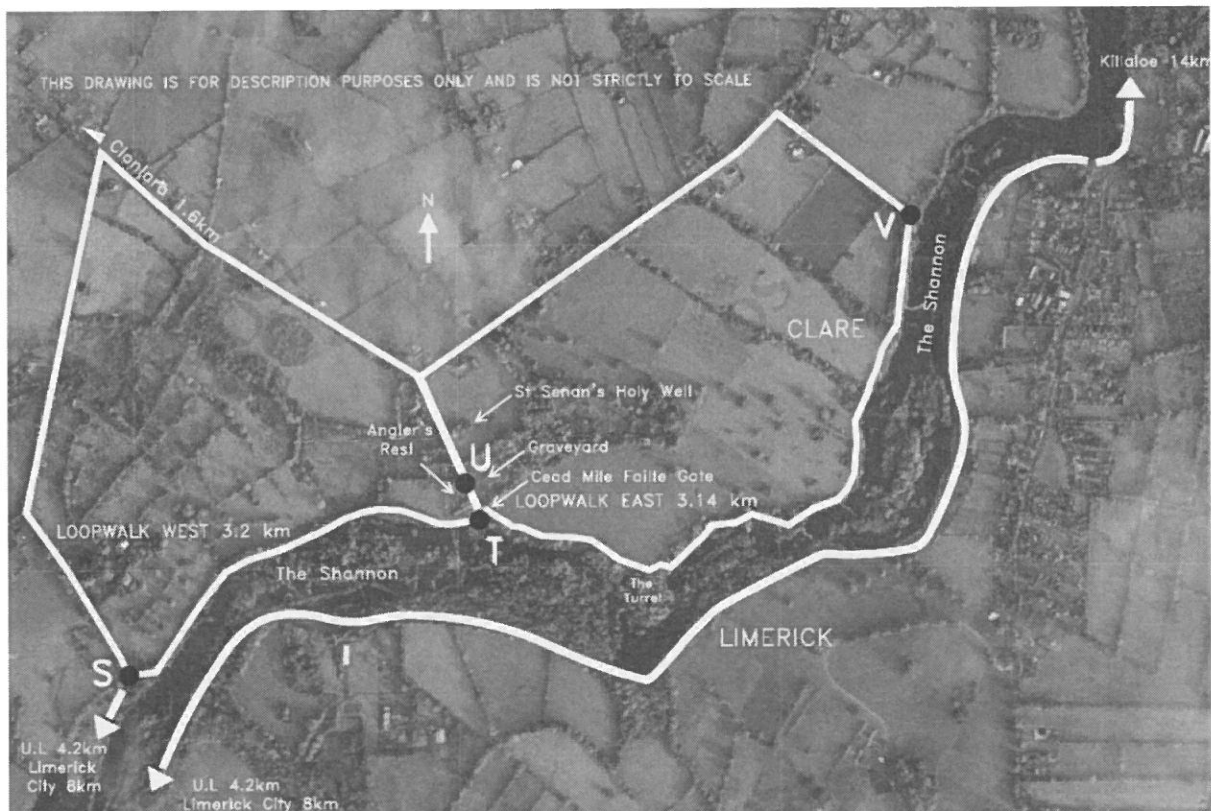 Killaloe 14km
THIS DRAWING IS FOR DESCRIPTION PURPOSES ONLY AND IS NOT STRICTLY TO SCALE
Clonlara 1.6km
N
V
The Shannon
CLARE
St Senan's Holy Well
Angler's
Rest
U
Graveyard
Cead Mile Failte Gate
LOOPWALK EAST 3.14 km
LOOPWALK WEST 3.2 km
T
The Shannon
The
Turret
LIMERICK
S
U.L 4.2km
Limerick
City 8km
U.L 4.2km
Limerick City 8km